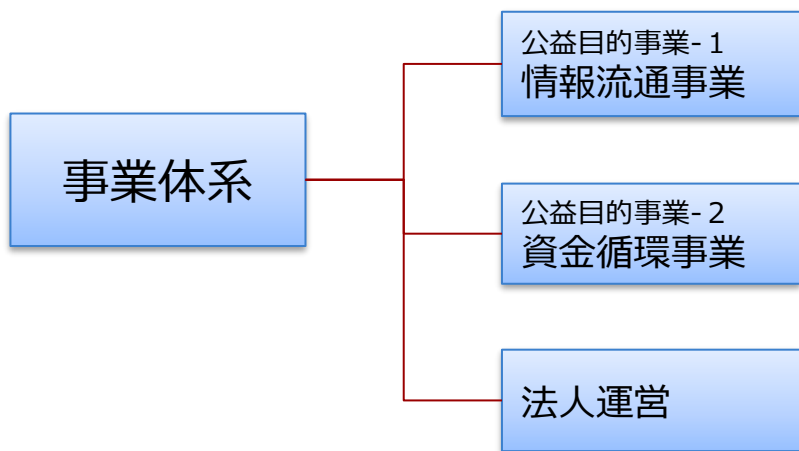 事業体系
公益目的事業-１
情報流通事業
公益目的事業-２
資金循環事業
法人運営